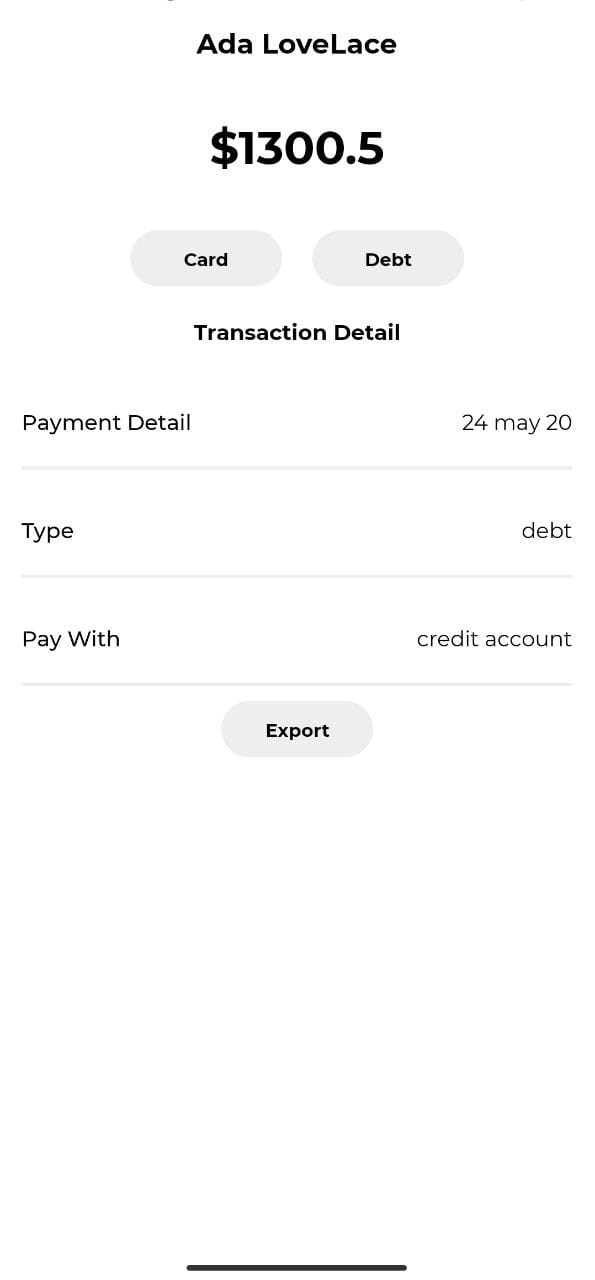 Ada LoveLace
$1300.5
Card Debt
Transaction Detail
Payment Detail 24 may 20
Type debt
Pay With credit account
Export